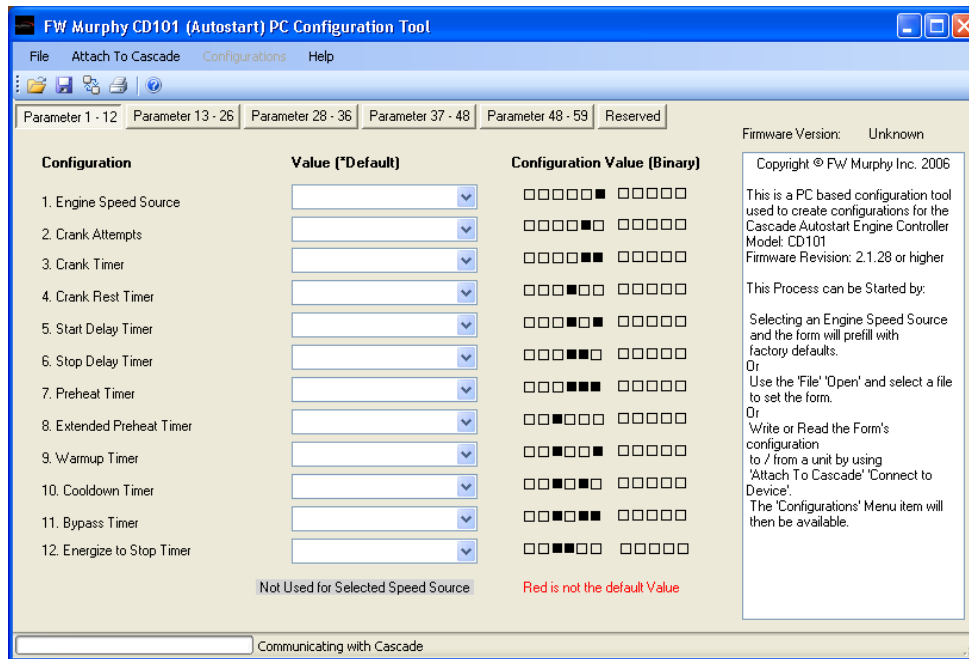 FW Murphy CD101 (Autostart) PC Configuration Tool
File Attach To Cascade Configurations Help
Parameter 1 - 12 Parameter 13 - 26 Parameter 28 - 36 Parameter 37 - 48 Parameter 48 - 59 Reserved
Firmware Version: Unknown
Configuration Value (*Default) Configuration Value (Binary)
1. Engine Speed Source
2. Crank Attempts
3. Crank Timer
4. Crank Rest Timer
5. Start Delay Timer
6. Stop Delay Timer
7. Preheat Timer
8. Extended Preheat Timer
9. Warmup Timer
10. Cooldown Timer
11. Bypass Timer
12. Energize to Stop Timer
Not Used for Selected Speed Source Red is not the default Value
Copyright © FW Murphy Inc. 2006
This is a PC based configuration tool
used to create configurations for the
Cascade Autostart Engine Controller
Model: CD101
Firmware Revision: 2.1.28 or higher
This Process can be Started by:
Selecting an Engine Speed Source
and the form will prefill with
factory defaults.
Or
Use the 'File' 'Open' and select a file
to set the form.
Or
Write or Read the Form's
configuration
to / from a unit by using
'Attach To Cascade' 'Connect to
Device'.
The 'Configurations' Menu item will
then be available.
Communicating with Cascade